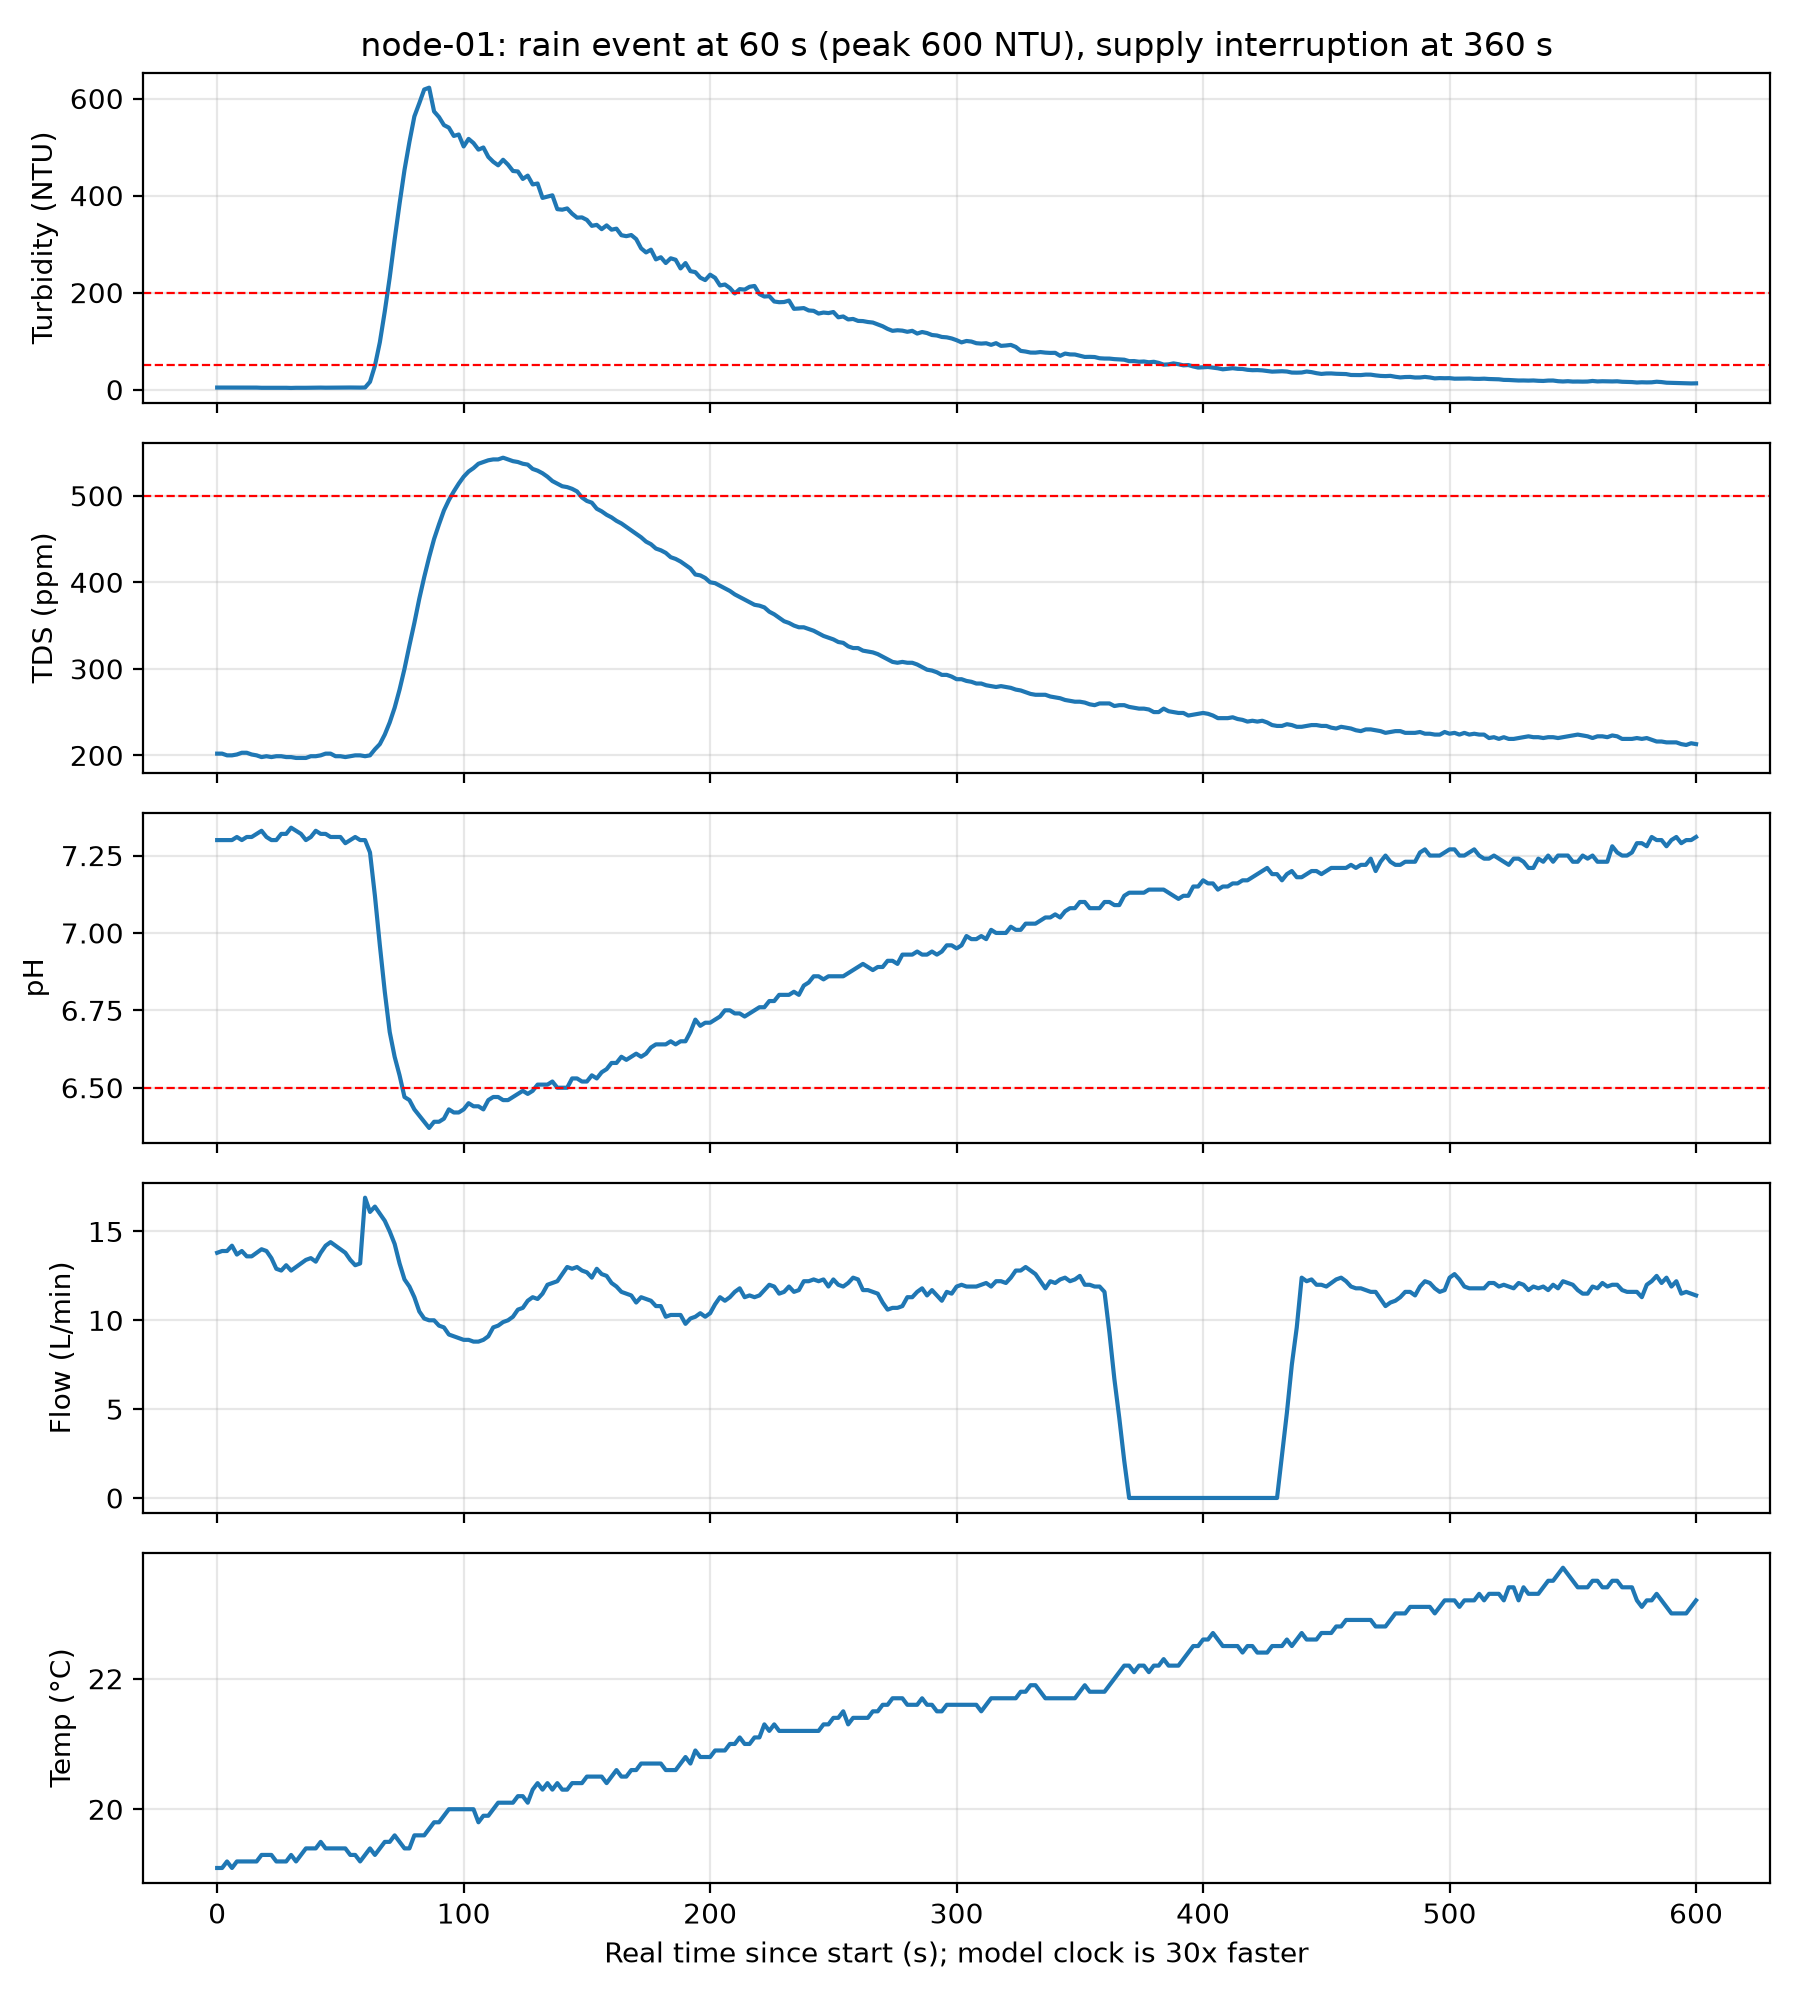 node-01: rain event at 60 s (peak 600 NTU), supply interruption at 360 s
Turbidity (NTU)
600
400
200
0
TDS (ppm)
500
400
300
200
pH
7.25
7.00
6.75
6.50
Flow (L/min)
15
10
5
0
Temp (°C)
22
20
0 100 200 300 400 500 600
Real time since start (s); model clock is 30x faster